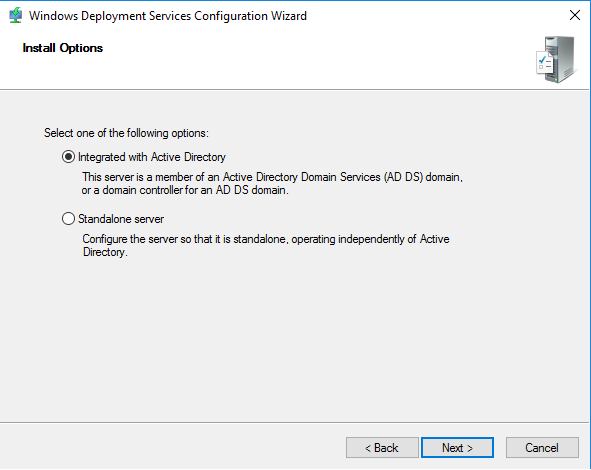 Windows Deployment Services Configuration Wizard
Install Options
Select one of the following options:
Integrated with Active Directory
This server is a member of an Active Directory Domain Services (AD DS) domain,
or a domain controller for an AD DS domain.
Standalone server
Configure the server so that it is standalone, operating independently of Active
Directory.
< Back Next > Cancel